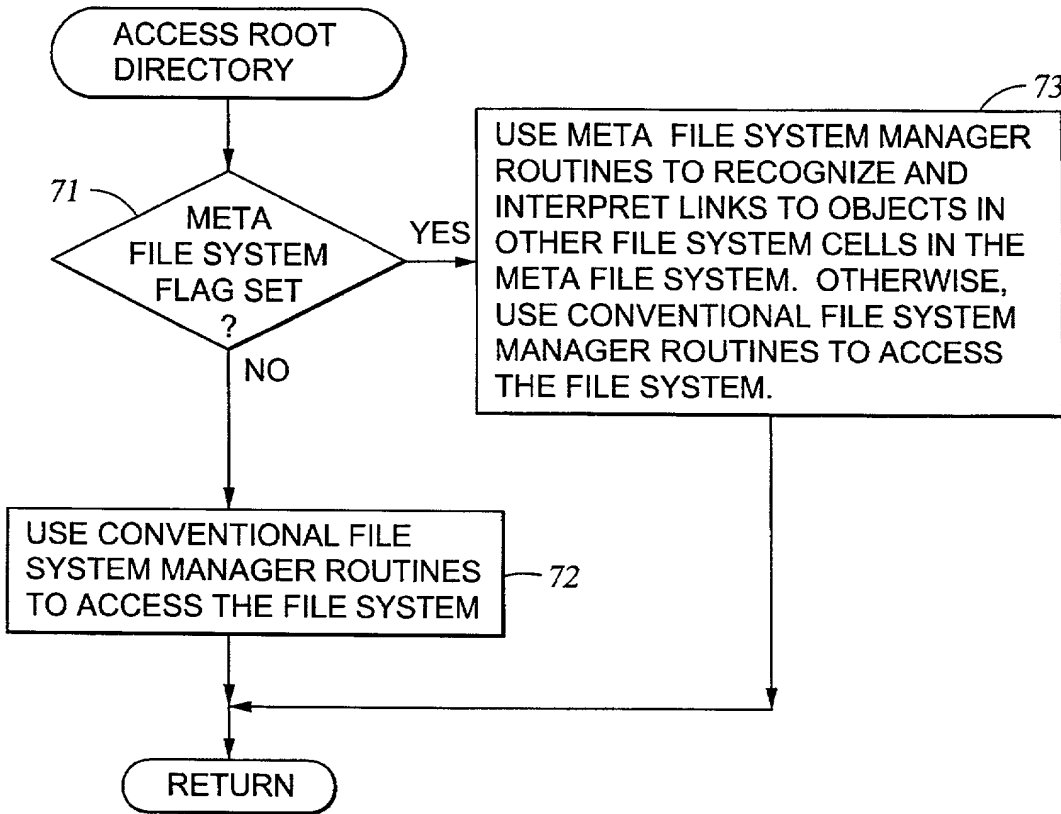 ACCESS ROOT
DIRECTORY
71
META
FILE SYSTEM
FLAG SET
?
YES
NO
73
USE META FILE SYSTEM MANAGER
ROUTINES TO RECOGNIZE AND
INTERPRET LINKS TO OBJECTS IN
OTHER FILE SYSTEM CELLS IN THE
META FILE SYSTEM. OTHERWISE,
USE CONVENTIONAL FILE SYSTEM
MANAGER ROUTINES TO ACCESS
THE FILE SYSTEM.
USE CONVENTIONAL FILE
SYSTEM MANAGER ROUTINES
TO ACCESS THE FILE SYSTEM
72
RETURN